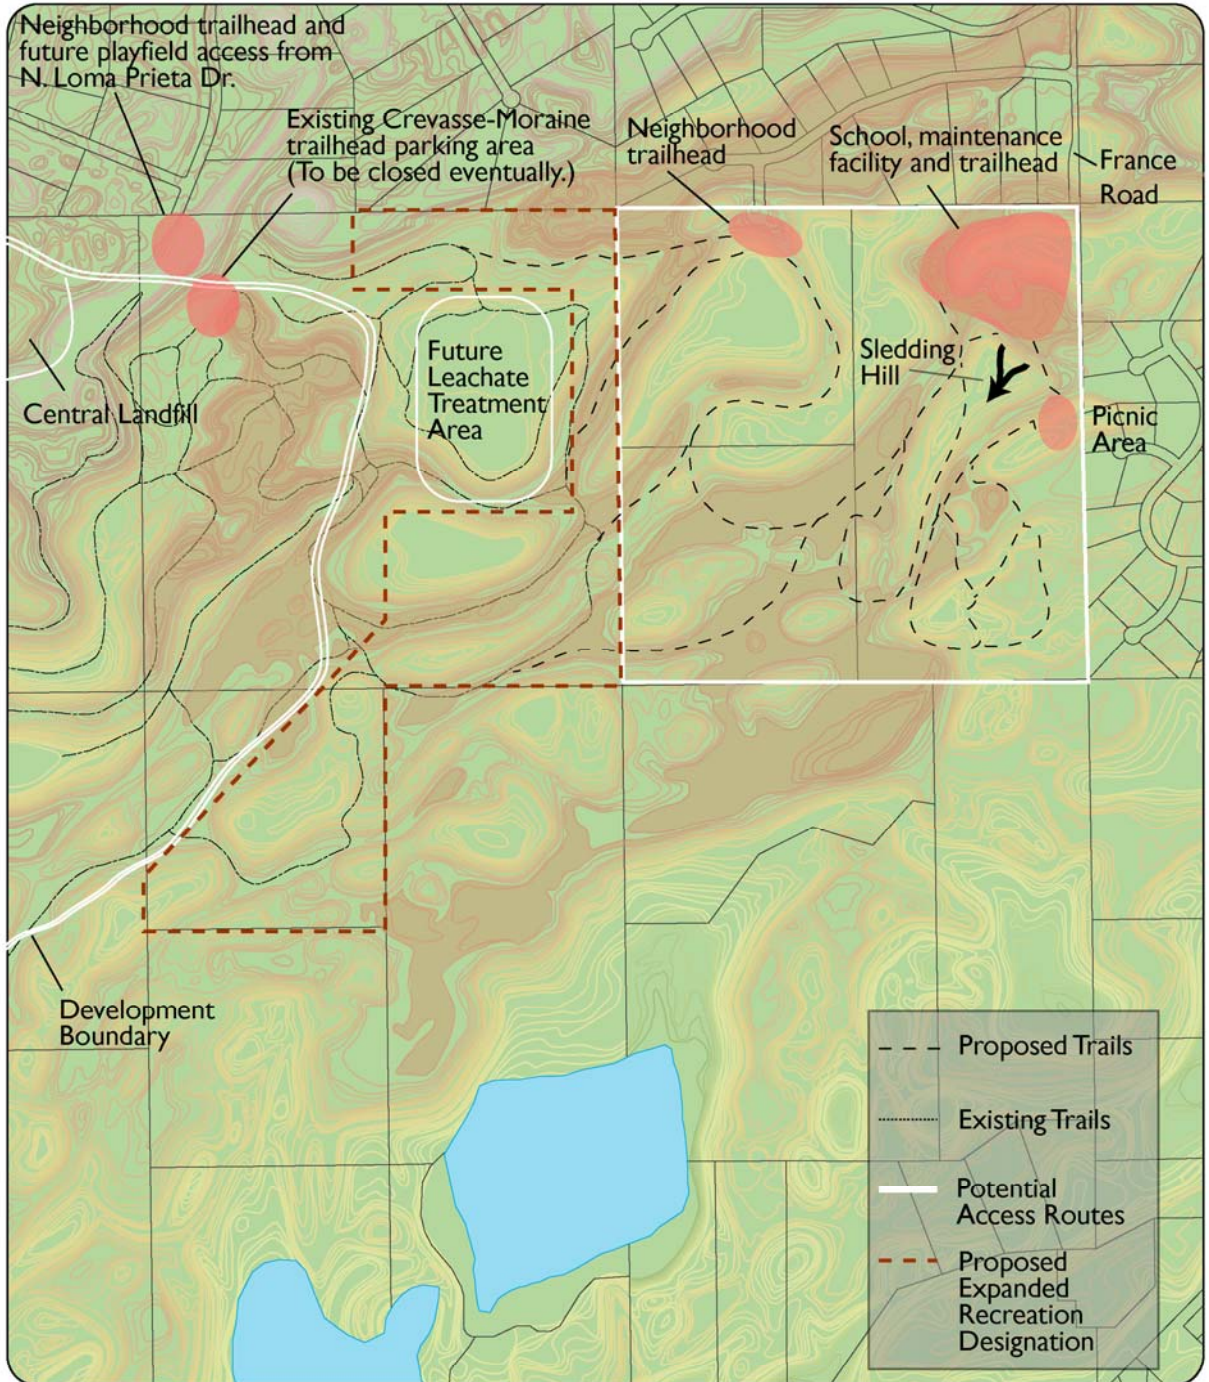 Neighborhood trailhead and
future playfield access from
N. Loma Prieta Dr.
Existing Crevasse-Moraine
trailhead parking area
(To be closed eventually.)
Neighborhood
trailhead
School, maintenance
facility and trailhead
France
Road
Future
Leachate
Treatment
Area
Sledding
Hill
Central Landfill
Picnic
Area
Development
Boundary
Proposed Trails
Existing Trails
Potential
Access Routes
Proposed
Expanded
Recreation
Designation